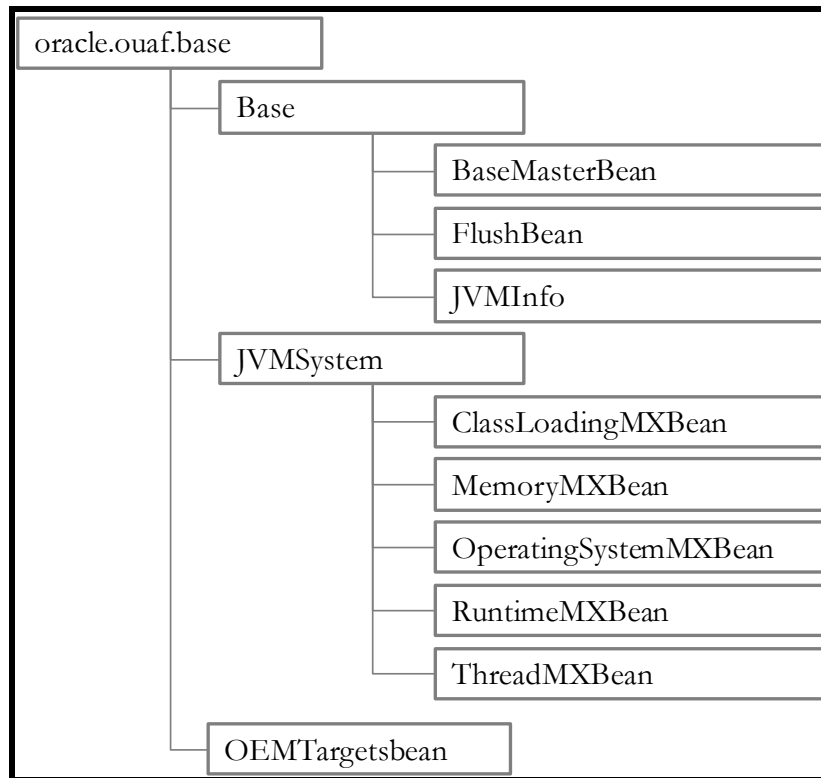 oracle.ouaf.base
Base
BaseMasterBean
FlushBean
JVMInfo
JVMSystem
ClassLoadingMXBean
MemoryMXBean
OperatingSystemMXBean
RuntimeMXBean
ThreadMXBean
OEMTargetsbean